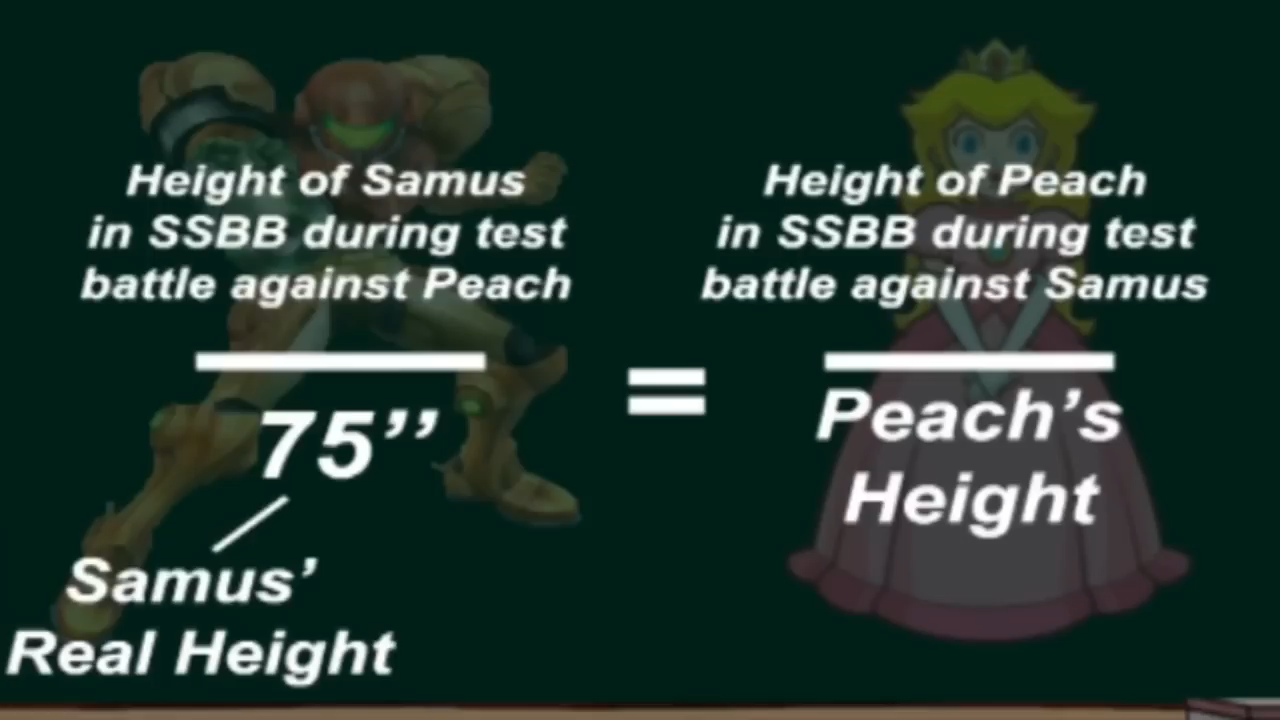 Height of Samus
in SSBB during test
battle against Peach
75’’
Samus’
Real Height
=
Height of Peach
in SSBB during test
battle against Samus
Peach’s
Height